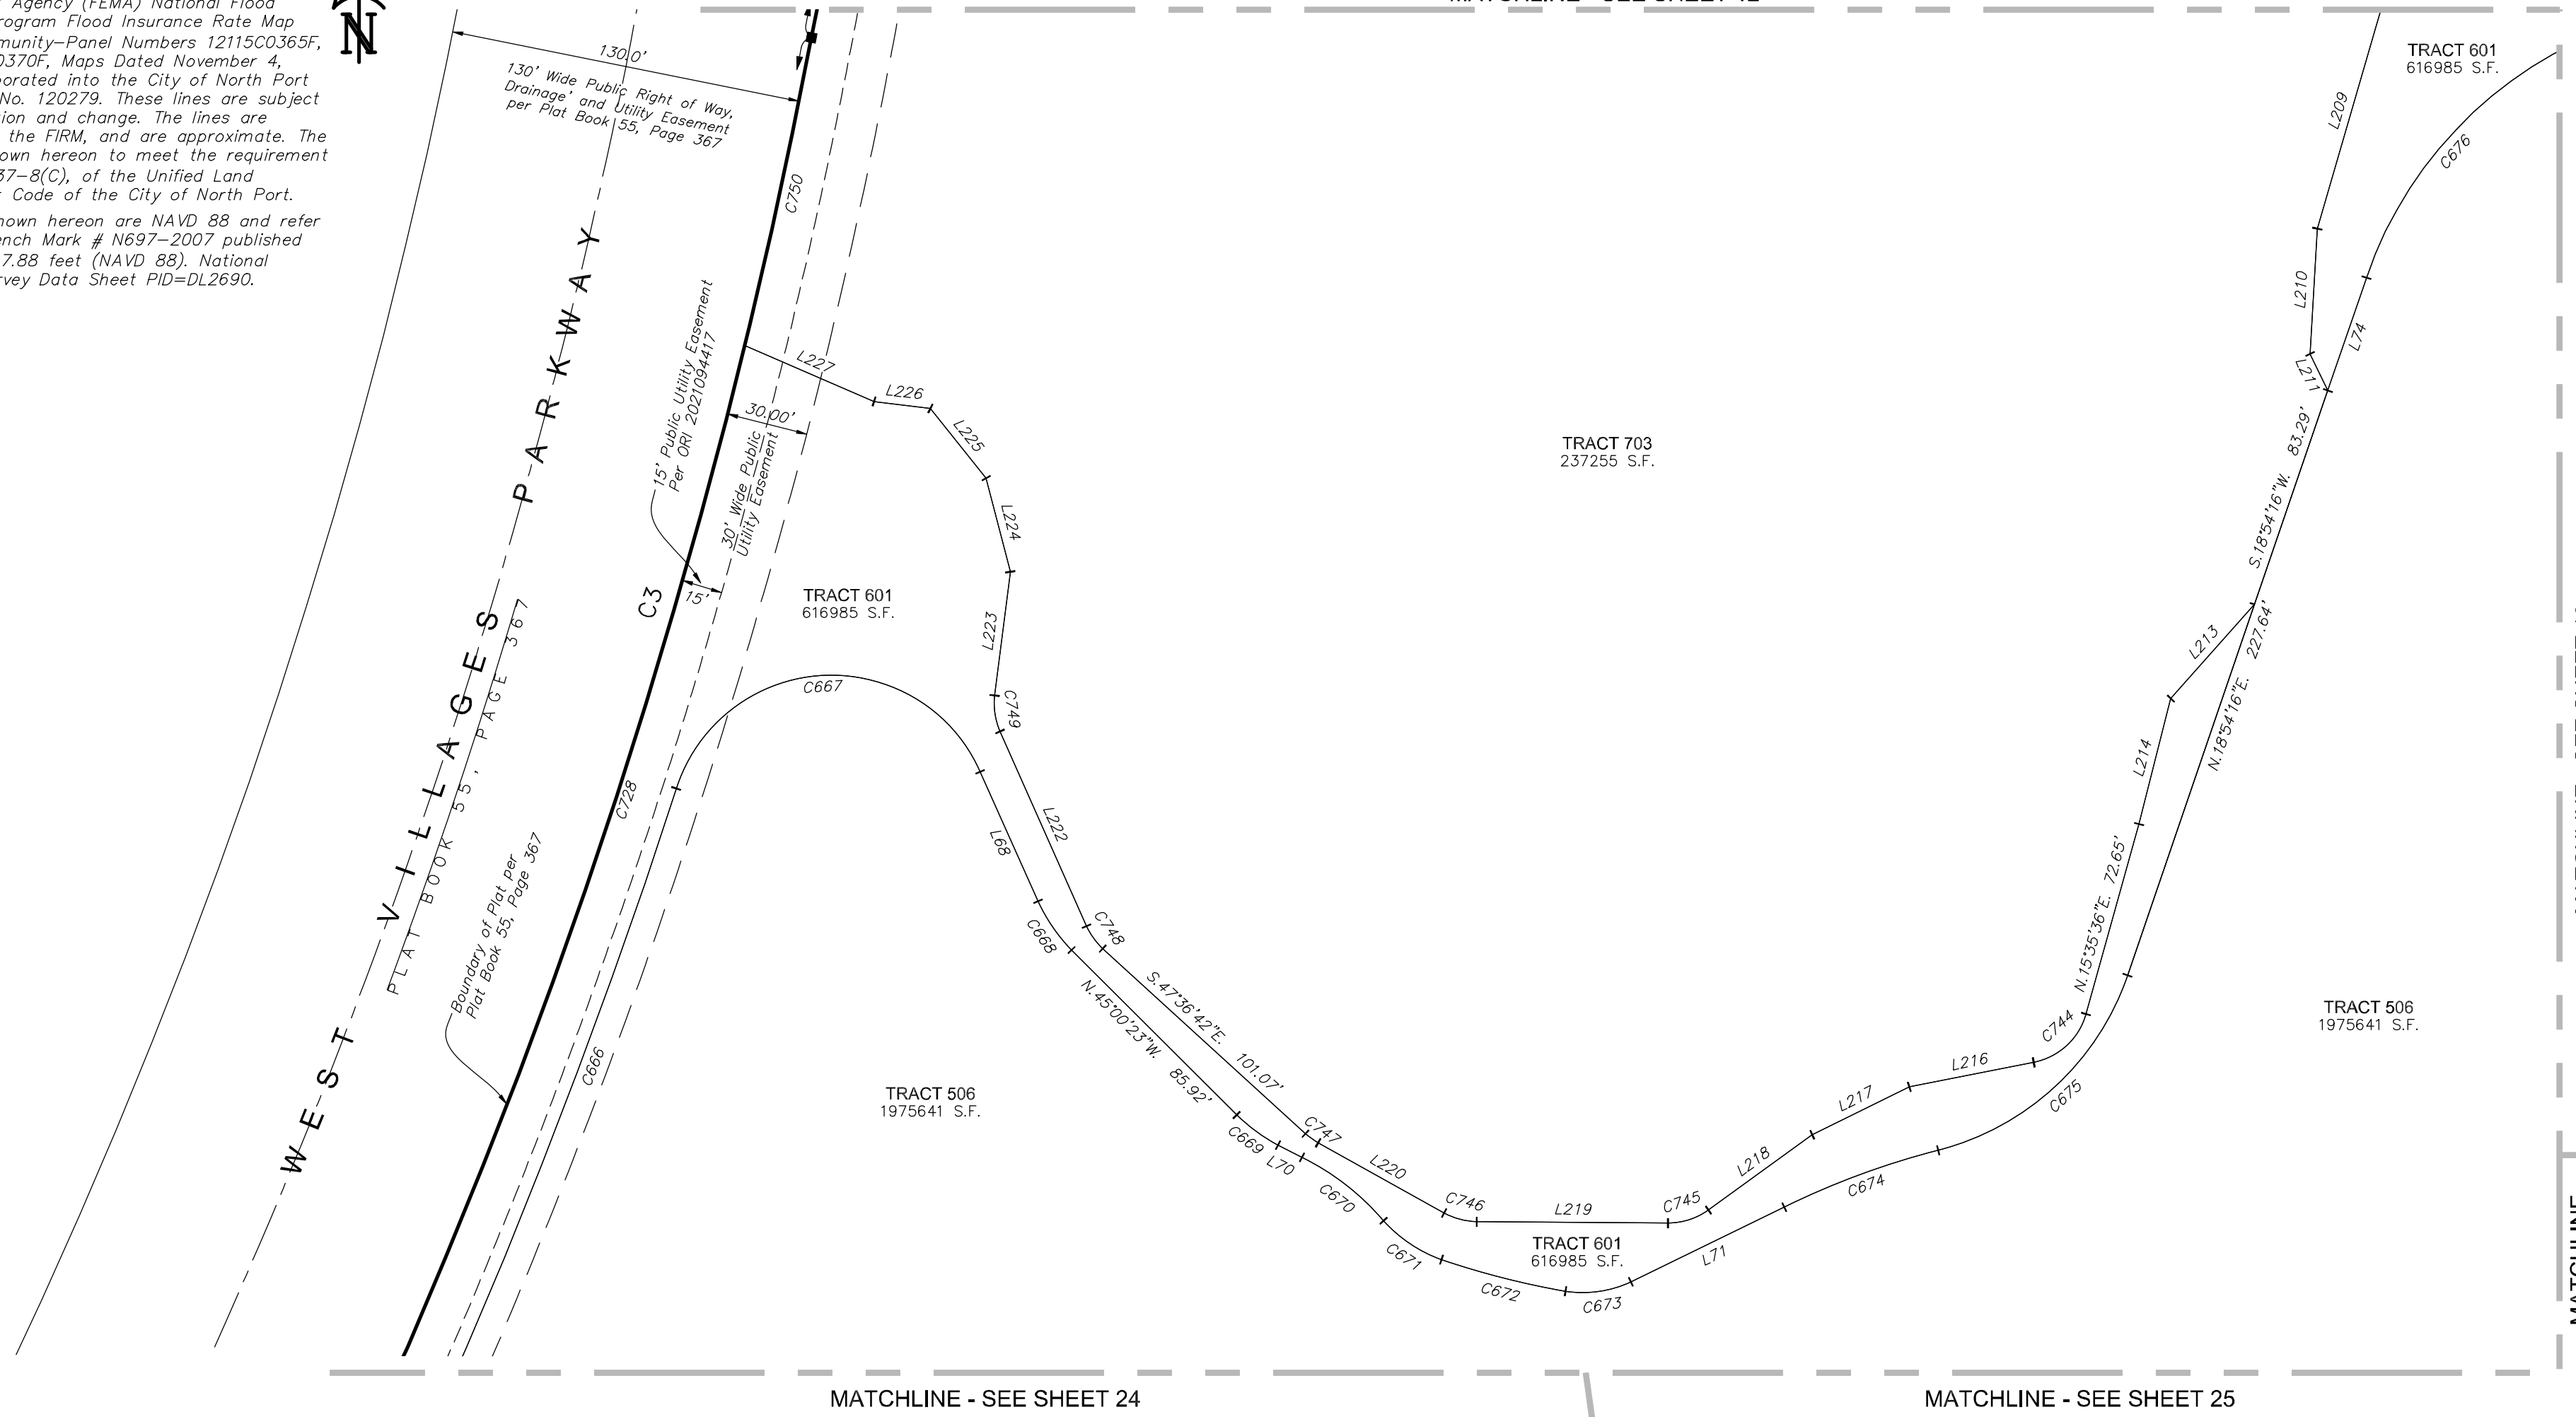 Agency (FEMA) National Flood
rogram Flood Insurance Rate Map
munity-Panel Numbers 12115C0365F,
0370F, Maps Dated November 4,
porated into the City of North Port
No. 120279. These lines are subject
ion and change. The lines are
the FIRM, and are approximate. The
own hereon to meet the requirement
37-8(C), of the Unified Land
Code of the City of North Port.
hown hereon are NAVD 88 and refer
ench Mark # N697-2007 published
7.88 feet (NAVD 88). National
rvey Data Sheet PID=DL2690.
N
130.0'
130' Wide Public Right of Way,
Drainage' and Utility Easement
per Plat Book 55, Page 367
C750
TRACT 601
616985 S.F.
L209
C676
L210
L74
L211
L227
L226
L225
30.00'
15' Public Utility Easement
Per ORI 2021094417
30' Wide Public
Utility Easement
L224
TRACT 703
237255 S.F.
S.18°54'16"W. 83.29'
C3
15'
TRACT 601
616985 S.F.
L223
C667
C749
L213
N.18°54'16"E. 227.64'
L214
WEST VILLAGES PARKWAY
PLAT BOOK 55, PAGE 367
C728
Boundary of Plat per
Plat Book 55, Page 367
L68
L222
N.15°35'36"E. 72.65'
C668
C748
S.47°36'42"E. 101.07'
N.45°00'23"W. 85.92'
C666
TRACT 506
1975641 S.F.
TRACT 506
1975641 S.F.
C744
L216
C675
L217
C747
C669
L70
L220
L218
C670
C674
C746
L219
C745
C671
TRACT 601
616985 S.F.
L71
C672
C673
MATCHLINE
MATCHLINE - SEE SHEET 24
MATCHLINE - SEE SHEET 25